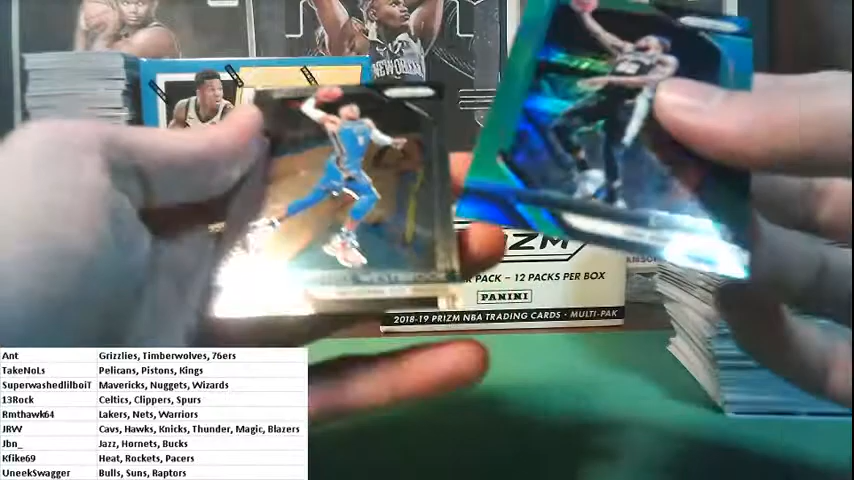 NEW ORLEAN
ZM
PACK – 12 PACKS PER BOX
PANINI
2018-19 PRIZM NBA TRADING CARDS • MULTI-PAK
Ant Grizzlies, Timberwolves, 76ers
TakeNoLs Pelicans, Pistons, Kings
SuperwashedlilboiT Mavericks, Nuggets, Wizards
13Rock Celtics, Clippers, Spurs
Rmthawk64 Lakers, Nets, Warriors
JRW Cavs, Hawks, Knicks, Thunder, Magic, Blazers
Jbn_ Jazz, Hornets, Bucks
Kfike69 Heat, Rockets, Pacers
UneekSwagger Bulls, Suns, Raptors